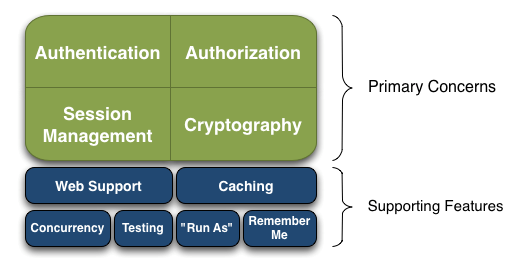 Authentication
Authorization
Session
Management
Cryptography
Primary Concerns
Web Support
Caching
Concurrency
Testing
"Run As"
Remember
Me
Supporting Features